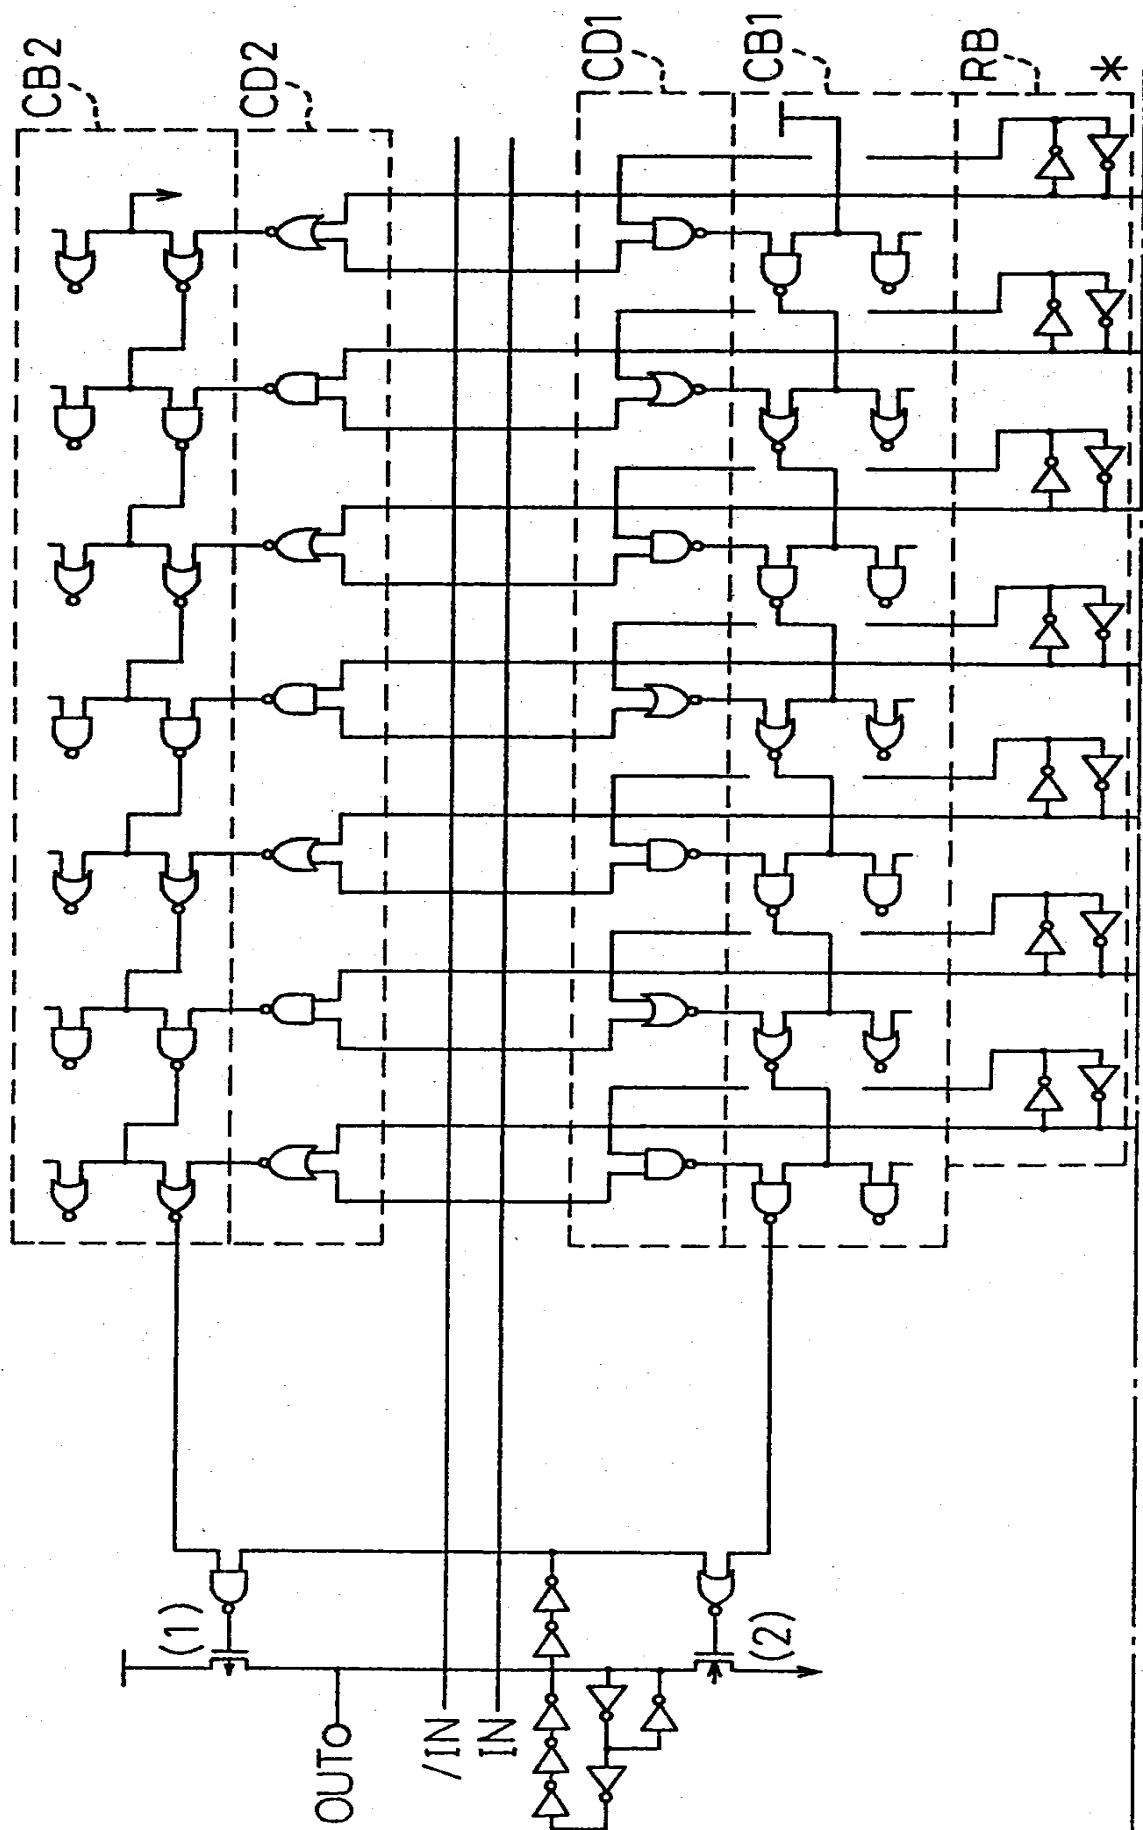 CB2
CD2
CD1
CB1
RB
*
(1)
(2)
OUT
/IN
IN